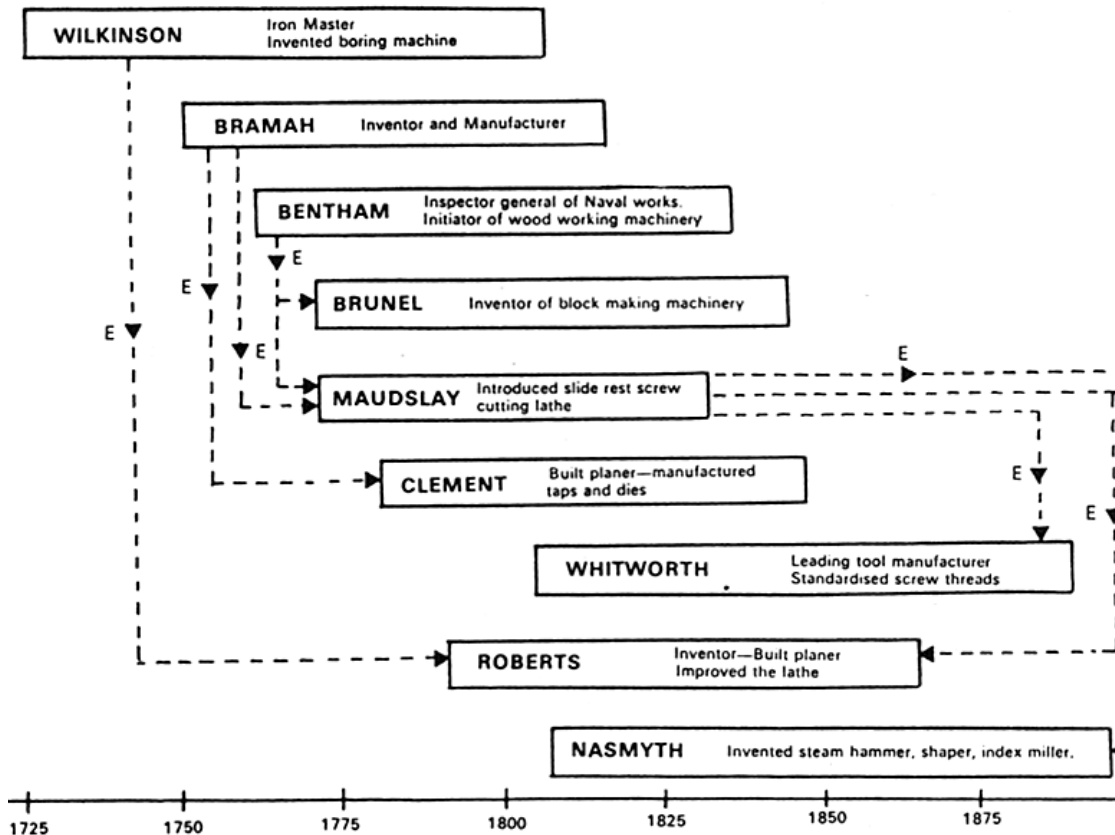 WILKINSON
Iron Master
Invented boring machine
BRAMAH
Inventor and Manufacturer
BENTHAM
Inspector general of Naval works.
Initiator of wood working machinery
E
E
BRUNEL
Inventor of block making machinery
E
E
E
MAUDSLAY
Introduced slide rest screw
cutting lathe
CLEMENT
Built planer—manufactured
taps and dies
E
E
WHITWORTH
Leading tool manufacturer
Standardised screw threads
ROBERTS
Inventor—Built planer
Improved the lathe
NASMYTH
Invented steam hammer, shaper, index miller.
1725 1750 1775 1800 1825 1850 1875